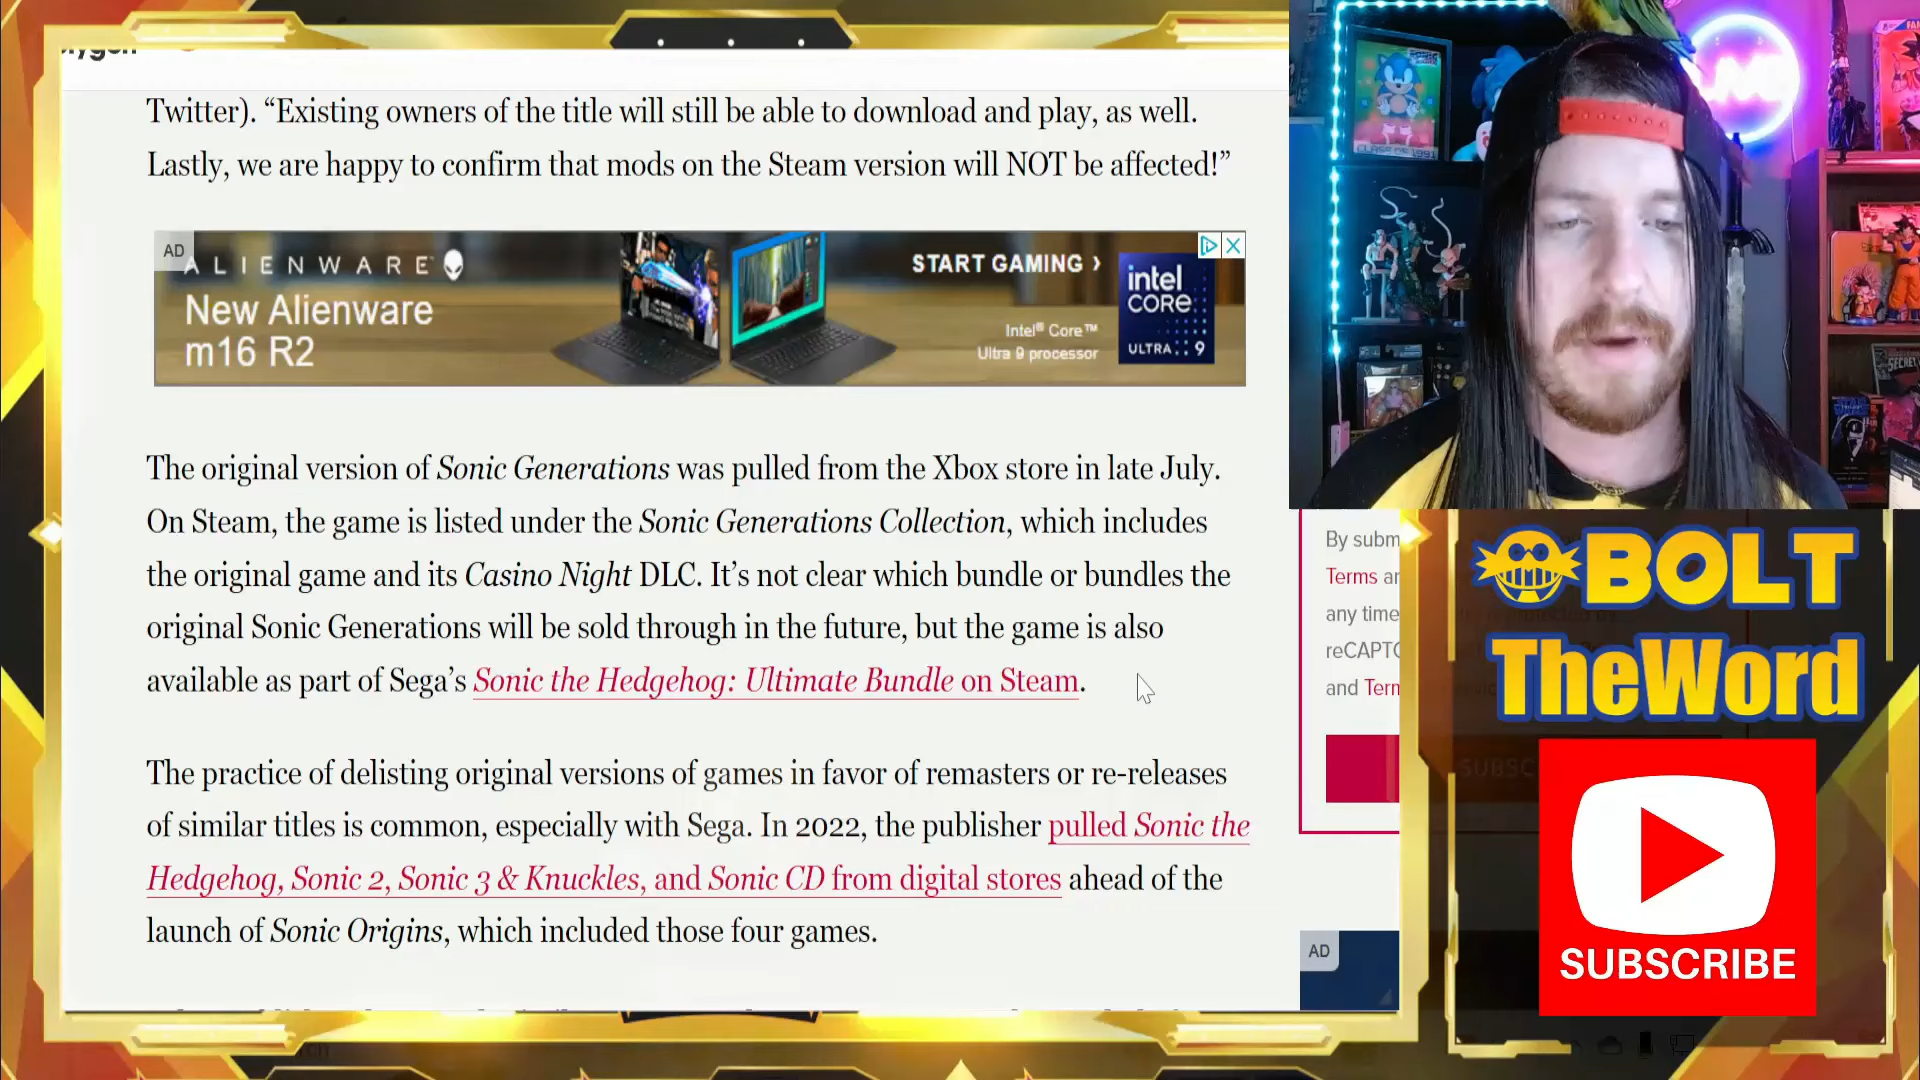 Twitter). “Existing owners of the title will still be able to download and play, as well.
Lastly, we are happy to confirm that mods on the Steam version will NOT be affected!”
AD
ALIENWARE
New Alienware
m16 R2
START GAMING ›
Intel® Core™
Ultra 9 processor
intel
CORE
ULTRA 9
The original version of Sonic Generations was pulled from the Xbox store in late July.
On Steam, the game is listed under the Sonic Generations Collection, which includes
the original game and its Casino Night DLC. It’s not clear which bundle or bundles the
original Sonic Generations will be sold through in the future, but the game is also
available as part of Sega’s Sonic the Hedgehog: Ultimate Bundle on Steam.
The practice of delisting original versions of games in favor of remasters or re-releases
of similar titles is common, especially with Sega. In 2022, the publisher pulled Sonic the
Hedgehog, Sonic 2, Sonic 3 & Knuckles, and Sonic CD from digital stores ahead of the
launch of Sonic Origins, which included those four games.
CLASS OF 1991
By subm
Terms ar
any time
reCAPTC
and Tern
AD
BOLT
TheWord
SUBSCRIBE